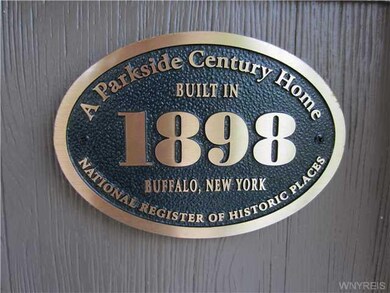 A Parkside Century Home
BUILT IN
1898
BUFFALO, NEW YORK
NATIONAL REGISTER OF HISTORIC PLACES
WNYREIS